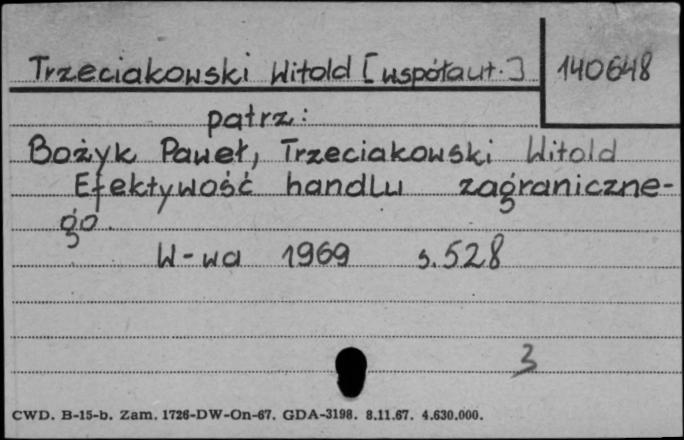 Trzeciakowski Witold [współaut.] 140648
patrz:
Bożyk Paweł, Trzeciakowski Witold
Efektywność handlu zagraniczne-
go.
W-wa 1969 s. 528
3
CWD. B-15-b. Zam. 1726-DW-On-67. GDA-3198. 8.11.67. 4.630.000.